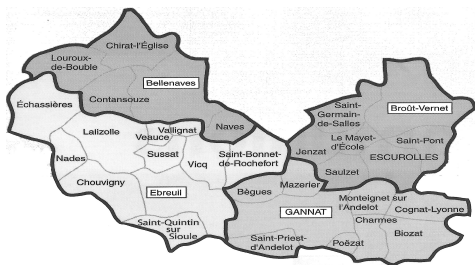 Chirat-l'Église
Louroux-
de-Bouble
Bellenaves
Contansouze
Échassières
Naves
Lalizolle
Veauce
Vallignat
Sussat
Vicq
Saint-Bonnet-
de-Rochefort
Nades
Chouvigny
Ebreuil
Saint-Quintin
sur
Sioule
Saint-
Germain-
de-Salles
Broût-Vernet
Le Mayet-
d'École
Saint-Pont
Jenzat
ESCUROLLES
Saulzet
Bègues
Mazerier
GANNAT
Monteignet sur
l'Andelot
Cognat-Lyonne
Charmes
Biozat
Saint-Priest-
d'Andelot
Poëzat